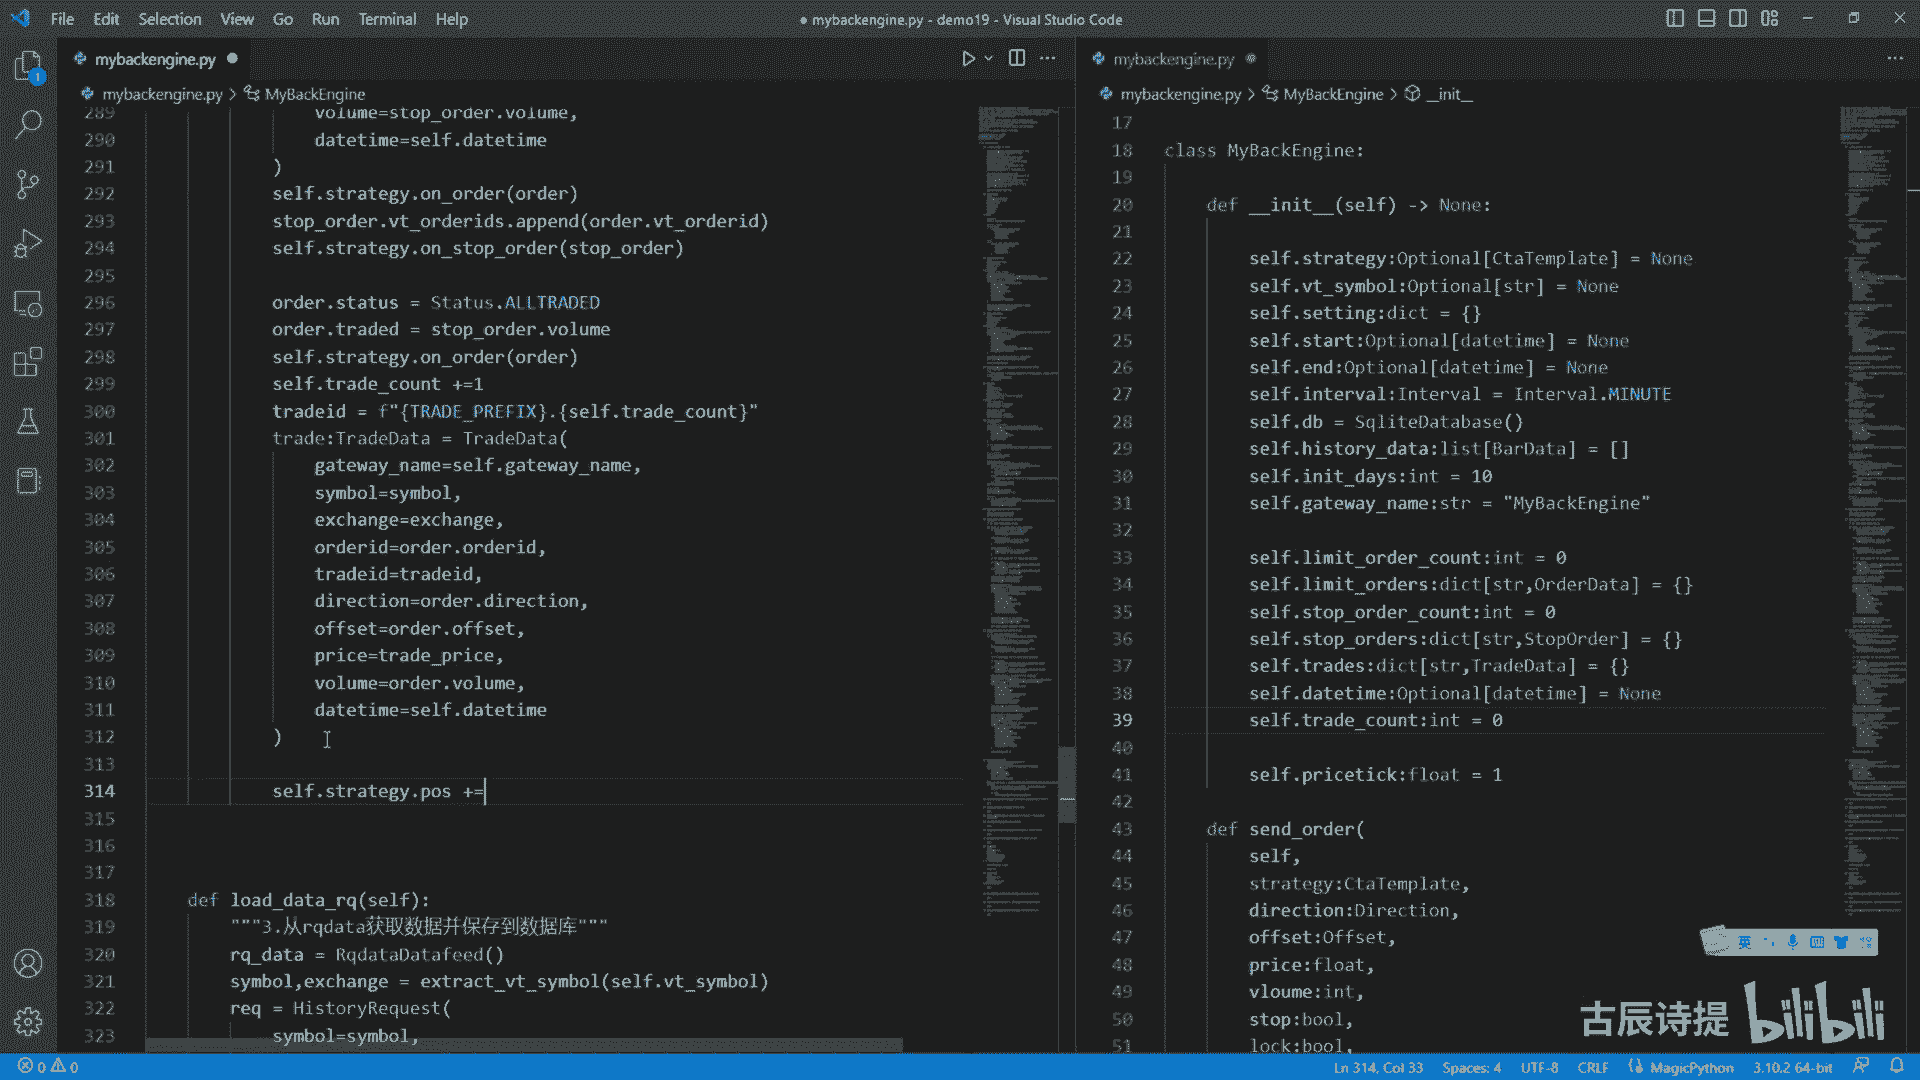 File Edit Selection View Go Run Terminal Help
● mybackengine.py - demo19 - Visual Studio Code
mybackengine.py
mybackengine.py > MyBackEngine
289 volume=stop_order.volume,
290 datetime=self.datetime
291 )
292 self.strategy.on_order(order)
293 stop_order.vt_orderids.append(order.vt_orderid)
294 self.strategy.on_stop_order(stop_order)
295
296 order.status = Status.ALLTRADED
297 order.traded = stop_order.volume
298 self.strategy.on_order(order)
299 self.trade_count +=1
300 tradeid = f"{TRADE_PREFIX}.{self.trade_count}"
301 trade:TradeData = TradeData(
302 gateway_name=self.gateway_name,
303 symbol=symbol,
304 exchange=exchange,
305 orderid=order.orderid,
306 tradeid=tradeid,
307 direction=order.direction,
308 offset=order.offset,
309 price=trade_price,
310 volume=order.volume,
311 datetime=self.datetime
312 )
313
314 self.strategy.pos +=
315
316
317
318 def load_data_rq(self):
319 """3.从rqdata获取数据并保存到数据库"""
320 rq_data = RqdataDatafeed()
321 symbol,exchange = extract_vt_symbol(self.vt_symbol)
322 req = HistoryRequest(
323 symbol=symbol,
mybackengine.py
mybackengine.py > MyBackEngine > __init__
17
18 class MyBackEngine:
19
20 def __init__(self) -> None:
21
22 self.strategy:Optional[CtaTemplate] = None
23 self.vt_symbol:Optional[str] = None
24 self.setting:dict = {}
25 self.start:Optional[datetime] = None
26 self.end:Optional[datetime] = None
27 self.interval:Interval = Interval.MINUTE
28 self.db = SqliteDatabase()
29 self.history_data:list[BarData] = []
30 self.init_days:int = 10
31 self.gateway_name:str = "MyBackEngine"
32
33 self.limit_order_count:int = 0
34 self.limit_orders:dict[str,OrderData] = {}
35 self.stop_order_count:int = 0
36 self.stop_orders:dict[str,StopOrder] = {}
37 self.trades:dict[str,TradeData] = {}
38 self.datetime:Optional[datetime] = None
39 self.trade_count:int = 0
40
41 self.pricetick:float = 1
42
43 def send_order(
44 self,
45 strategy:CtaTemplate,
46 direction:Direction,
47 offset:Offset,
48 price:float,
49 vloume:int,
50 stop:bool,
51 lock:bool,
1
英
古辰诗提 bilibili
0 0
Ln 314, Col 33 Spaces: 4 UTF-8 CRLF MagicPython 3.10.2 64-bit